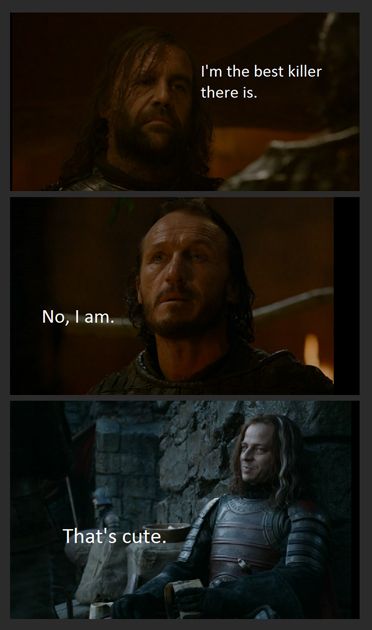 I'm the best killer
there is.
No, I am.
That's cute.